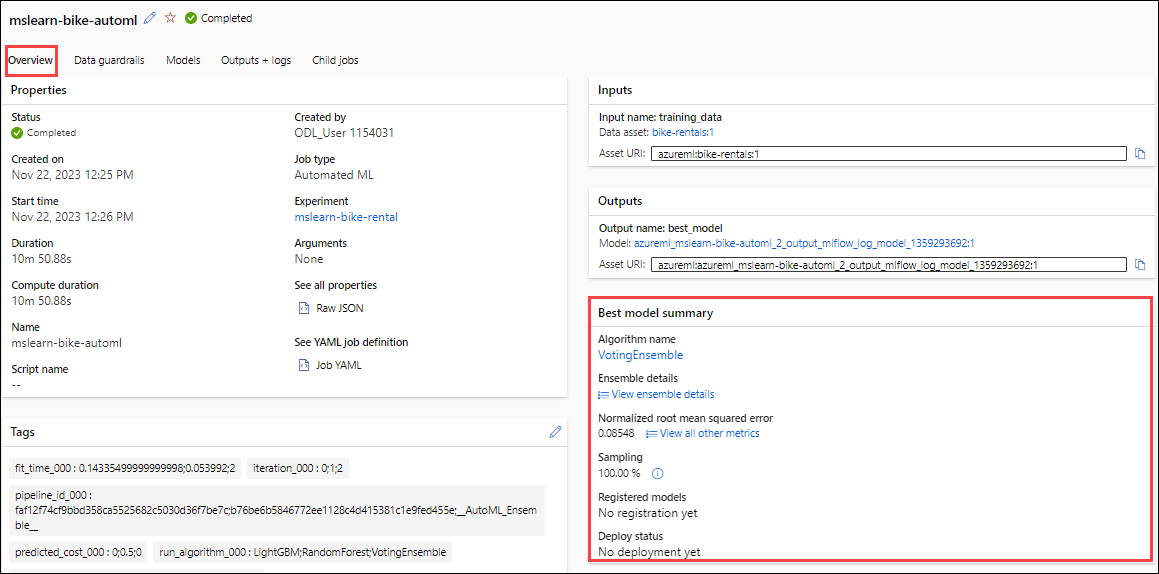 mslearn-bike-automl Completed
Overview Data guardrails Models Outputs + logs Child jobs
Properties
Status
Completed
Created on
Nov 22, 2023 12:25 PM
Start time
Nov 22, 2023 12:26 PM
Duration
10m 50.88s
Compute duration
10m 50.88s
Name
mslearn-bike-automl
Script name
--
Created by
ODL_User 1154031
Job type
Automated ML
Experiment
mslearn-bike-rental
Arguments
None
See all properties
Raw JSON
See YAML job definition
Job YAML
Tags
fit_time_000 : 0.14335499999999998;0.053992;2
iteration_000 : 0;1;2
pipeline_id_000 :
faf12f74cf9bbd358ca5525682c5030d36f7be7c;b76be6b5846772ee1128c4d415381c1e9fed455e;__AutoML_Ensem
ble__
predicted_cost_000 : 0;0.5;0
run_algorithm_000 : LightGBM;RandomForest;VotingEnsemble
Inputs
Input name: training_data
Data asset: bike-rentals:1
Asset URI: azureml:bike-rentals:1
Outputs
Output name: best_model
Model: azureml_mslearn-bike-automl_2_output_mlflow_log_model_1359293692:1
Asset URI: azureml:azureml_mslearn-bike-automl_2_output_mlflow_log_model_1359293692:1
Best model summary
Algorithm name
VotingEnsemble
Ensemble details
View ensemble details
Normalized root mean squared error
0.08548 View all other metrics
Sampling
100.00 %
Registered models
No registration yet
Deploy status
No deployment yet